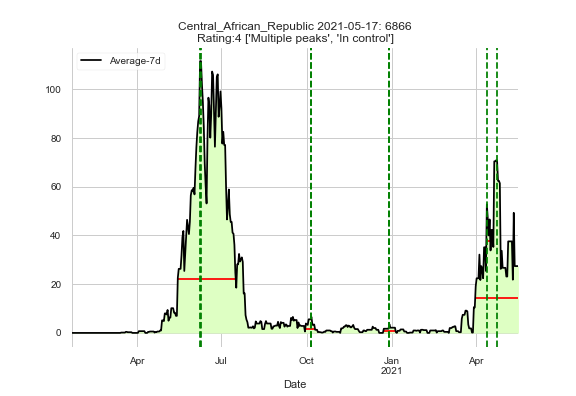 Central_African_Republic 2021-05-17: 6866
Rating:4 ['Multiple peaks', 'In control']
Average-7d
100
80
60
40
20
0
Apr Jul Oct Jan Apr
2021
Date